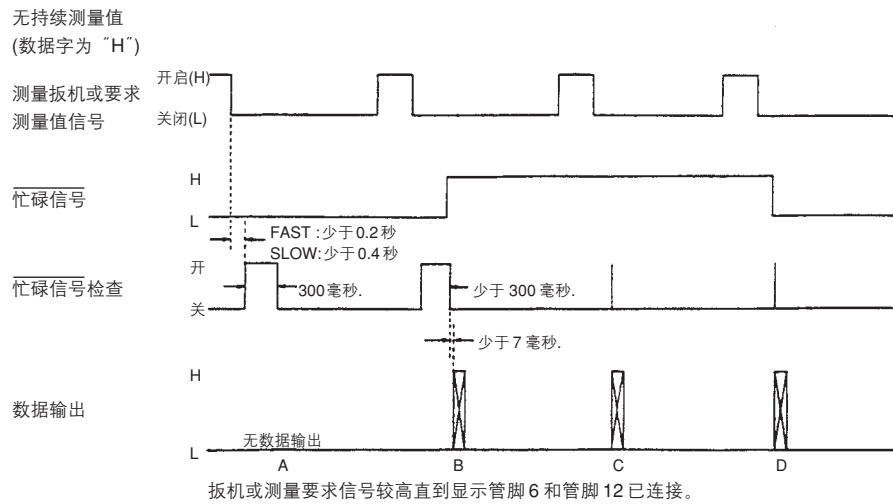 无持续测量值
(数据字为 “H”)
测量扳机或要求
测量值信号
开启(H)
关闭(L)
忙碌信号
H
L
FAST :少于0.2秒
SLOW:少于0.4秒
忙碌信号检查
开
关
300毫秒.
少于 300毫秒.
少于7毫秒.
数据输出
H
L
无数据输出
A
B
C
D
扳机或测量要求信号较高直到显示管脚6和管脚12已连接。